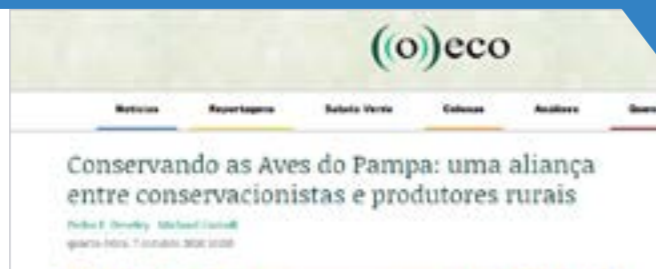 ((o))eco
Notícias Reportagens Salada Verde Colunas Análises
Conservando as Aves do Pampa: uma aliança
entre conservacionistas e produtores rurais